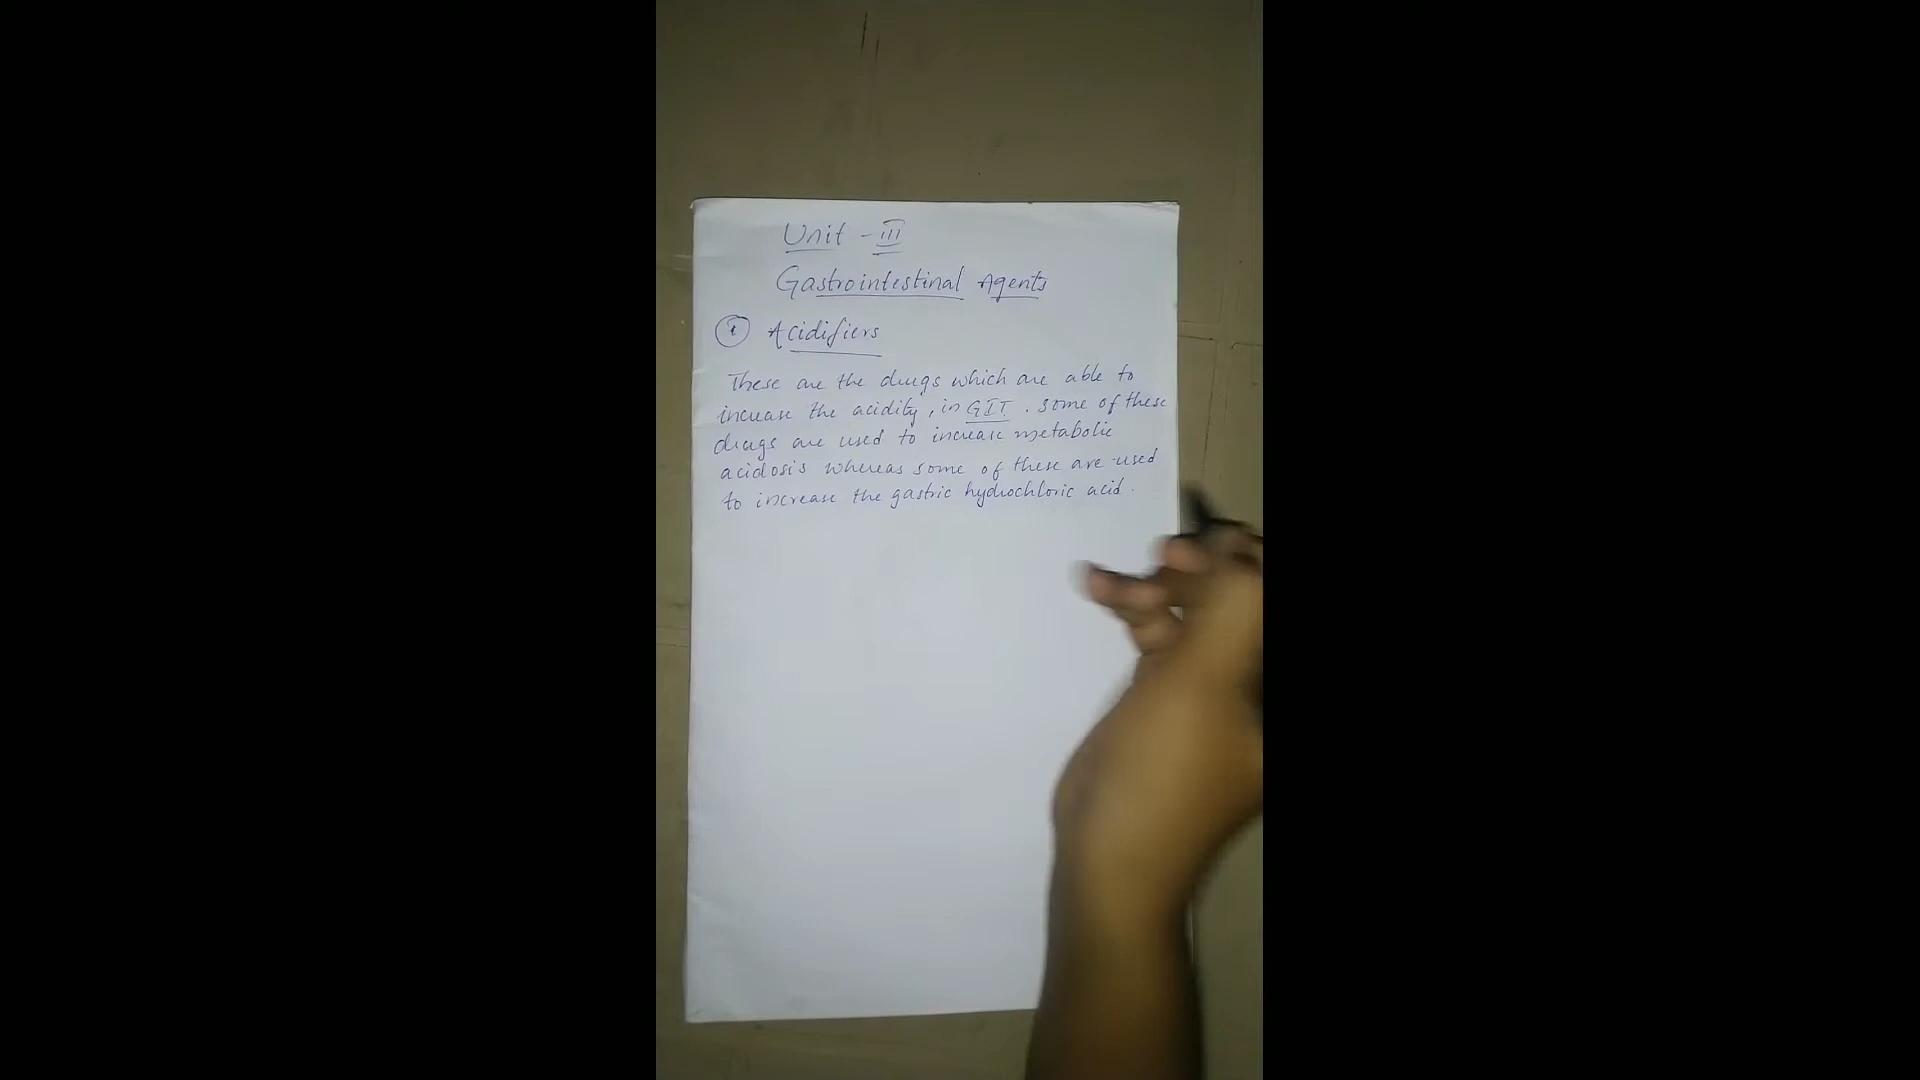 Unit - III
Gastrointestinal Agents
1 Acidifiers
These are the drugs which are able to
increase the acidity, in GIT. Some of these
drugs are used to increase metabolic
acidosis whereas some of these are used
to increase the gastric hydrochloric acid.